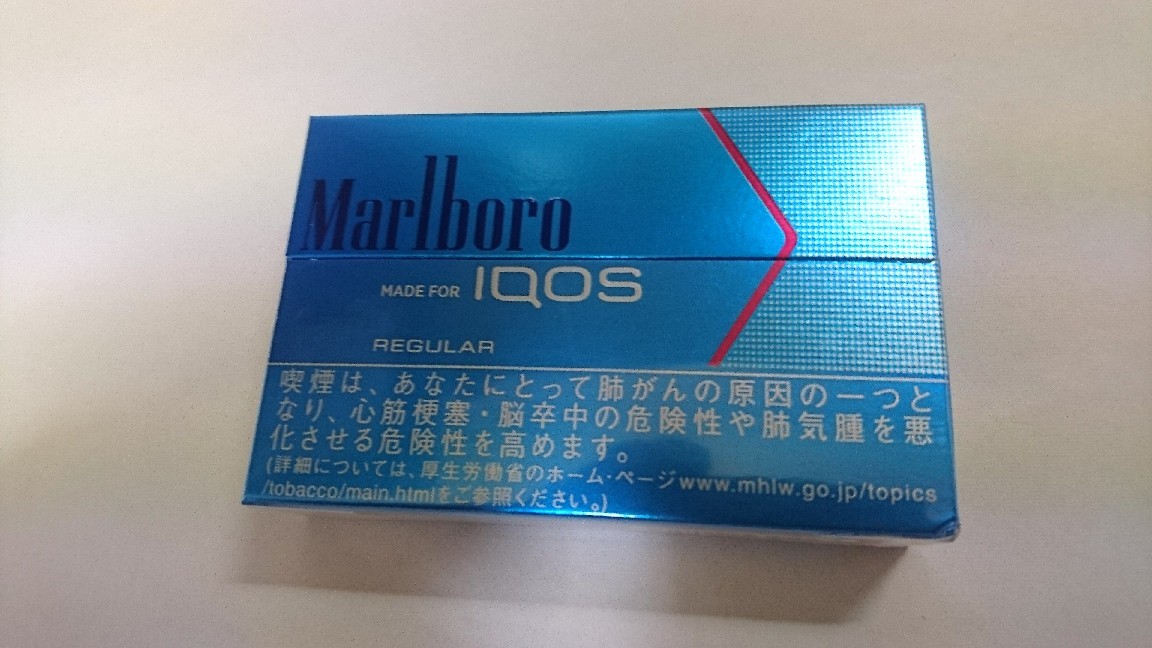 Marlboro
MADE FOR IQOS
REGULAR
喫煙は、あなたにとって肺がんの原因の一つと
なり、心筋梗塞・脳卒中の危険性や肺気腫を悪
化させる危険性を高めます。
(詳細については、厚生労働省のホーム・ページwww.mhlw.go.jp/topics
/tobacco/main.htmlをご参照ください。)